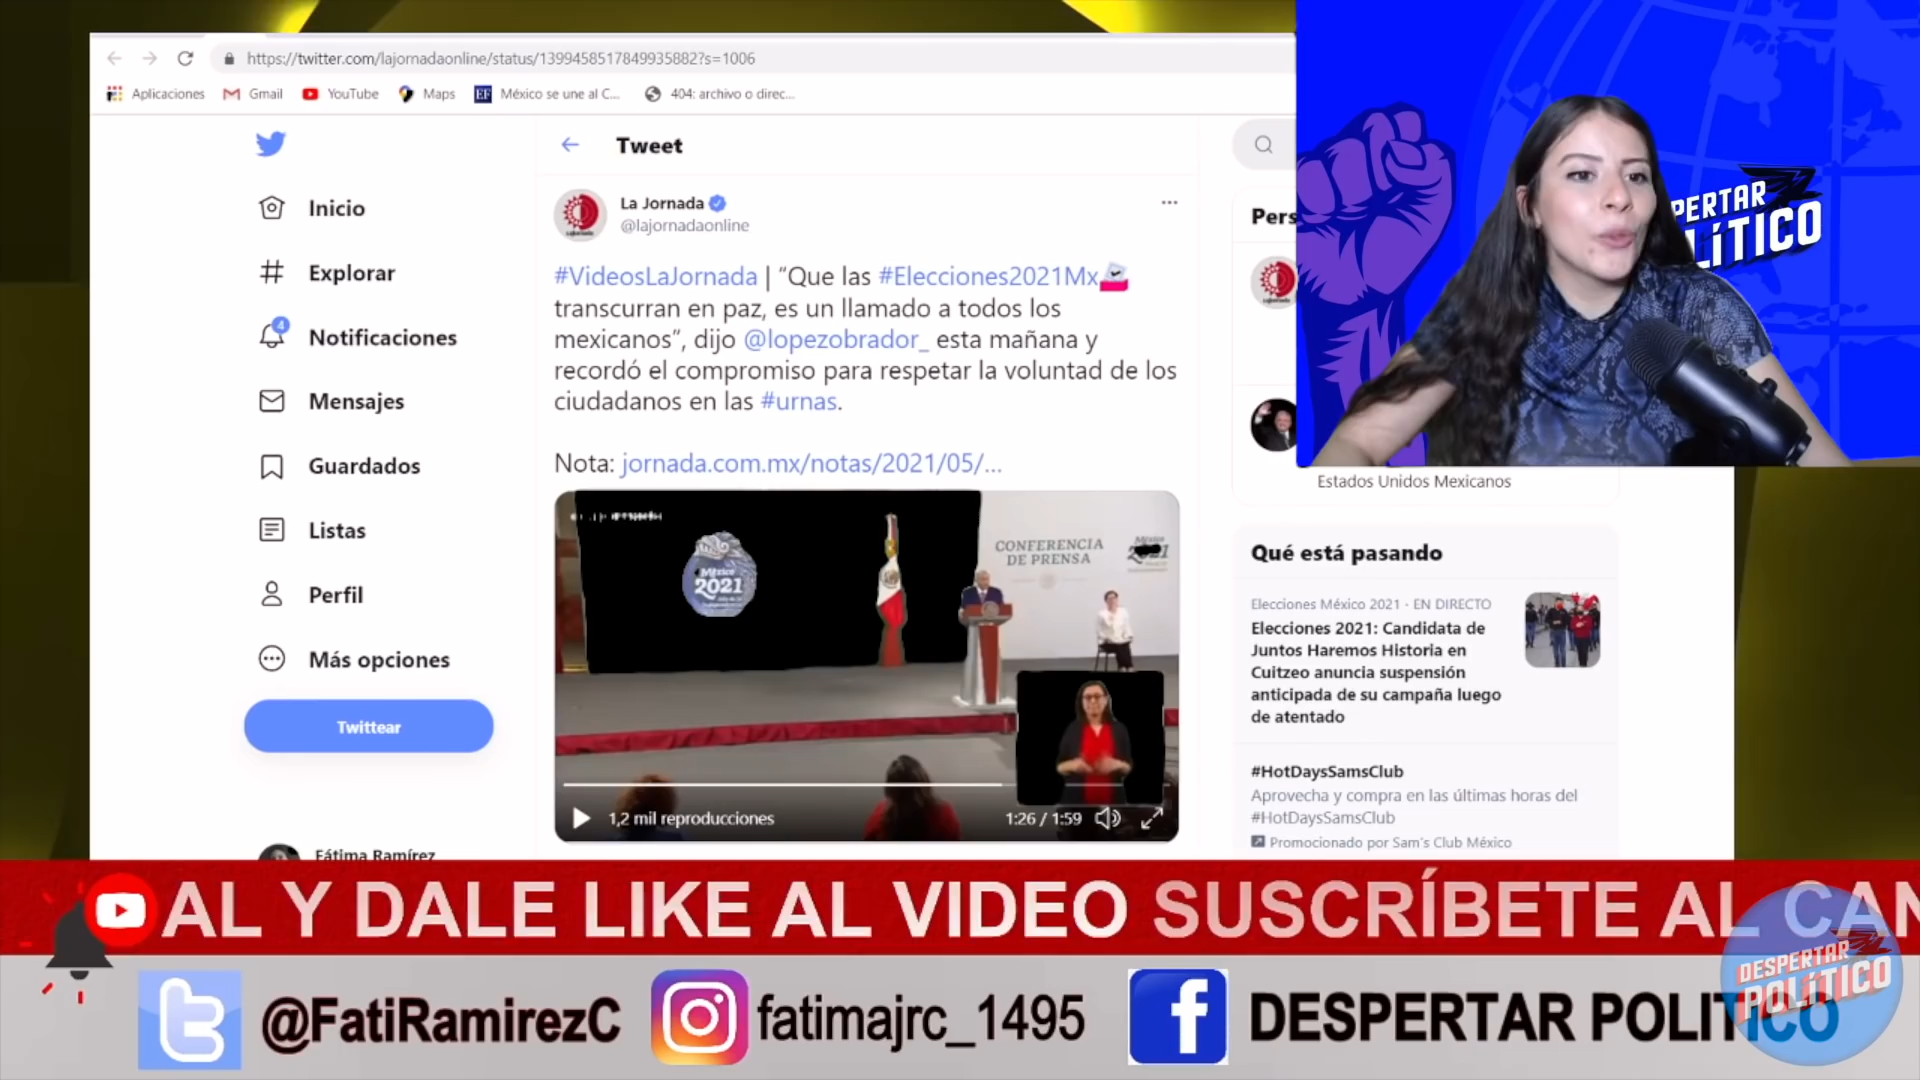 https://twitter.com/lajornadaonline/status/1399458517849935882?s=1006
Aplicaciones
Gmail
YouTube
Maps
EF México se une al C...
404: archivo o direc...
Tweet
Inicio
Explorar
4
Notificaciones
Mensajes
Guardados
Listas
Perfil
Más opciones
Twittear
Fátima Ramírez
La Jornada
@lajornadaonline
#VideosLaJornada | “Que las #Elecciones2021Mx
transcurran en paz, es un llamado a todos los
mexicanos”, dijo @lopezobrador_ esta mañana y
recordó el compromiso para respetar la voluntad de los
ciudadanos en las #urnas.
Nota: jornada.com.mx/notas/2021/05/...
México
2021
CONFERENCIA
DE PRENSA
México
1,2 mil reproducciones
1:26 / 1:59
Pers
Estados Unidos Mexicanos
Qué está pasando
Elecciones México 2021 · EN DIRECTO
Elecciones 2021: Candidata de
Juntos Haremos Historia en
Cuitzeo anuncia suspensión
anticipada de su campaña luego
de atentado
#HotDaysSamsClub
Aprovecha y compra en las últimas horas del
#HotDaysSamsClub
Promocionado por Sam's Club México
PERTAR
LÍTICO
AL Y DALE LIKE AL VIDEO SUSCRÍBETE AL CAN
@FatiRamirezC
fatimajrc_1495
DESPERTAR POLITICO
DESPERTAR
POLÍTICO